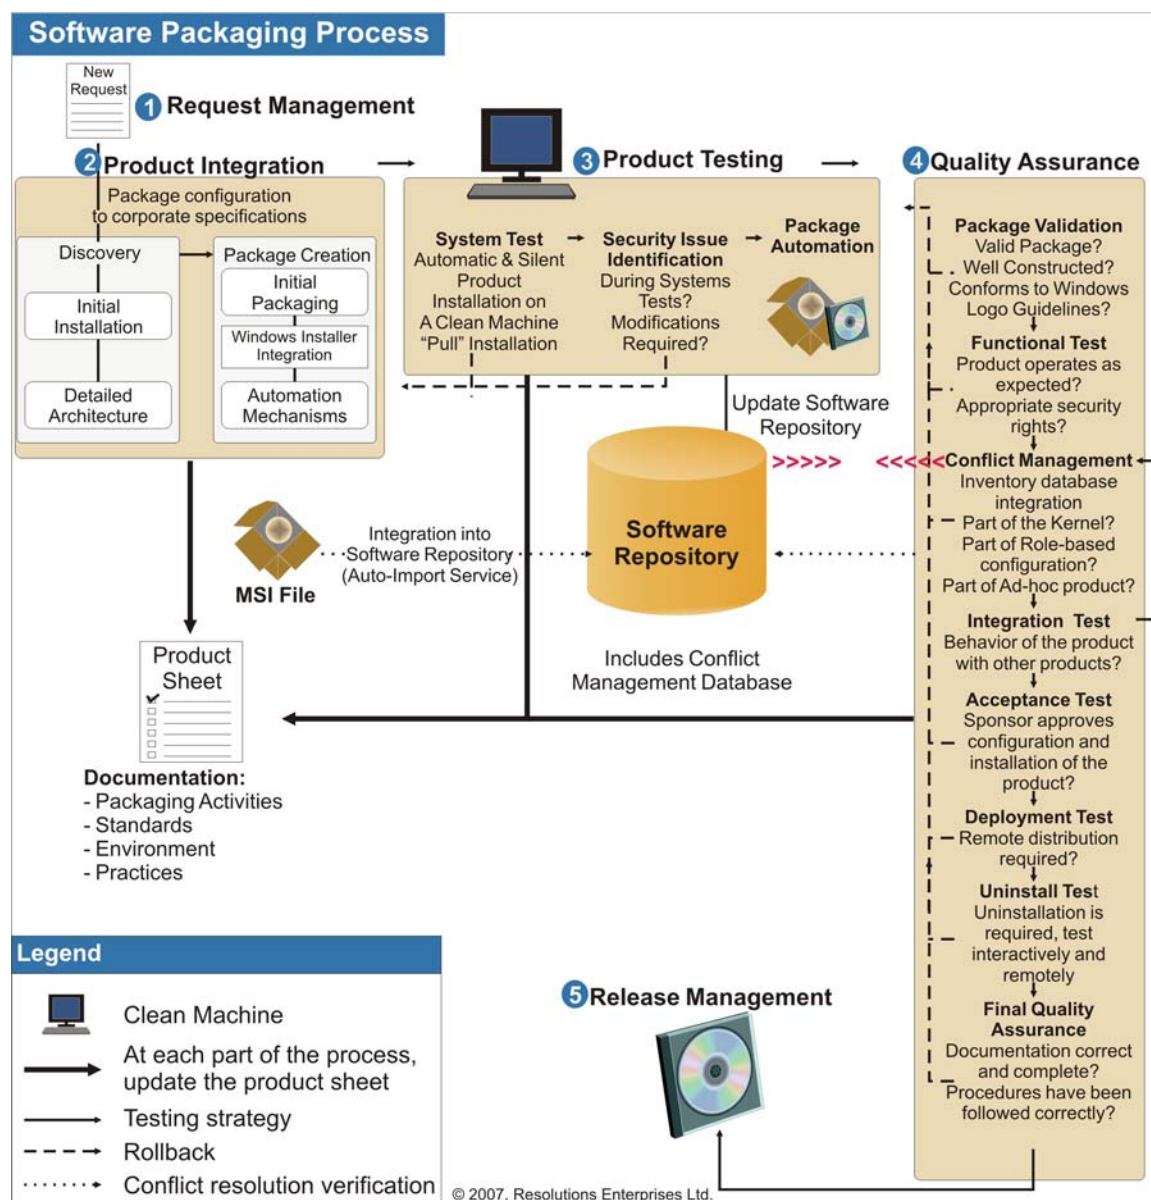 Software Packaging Process
New
Request
1 Request Management
2 Product Integration
Package configuration
to corporate specifications
Discovery
Initial
Installation
Detailed
Architecture
Package Creation
Initial
Packaging
Windows Installer
Integration
Automation
Mechanisms
3 Product Testing
System Test
Automatic & Silent
Product
Installation on
A Clean Machine
“Pull” Installation
Security Issue
Identification
During Systems
Tests?
Modifications
Required?
Package
Automation
4 Quality Assurance
Package Validation
Valid Package?
Well Constructed?
Conforms to Windows
Logo Guidelines?
Functional Test
Product operates as
expected?
Appropriate security
rights?
Conflict Management
Inventory database
integration
Part of the Kernel?
Part of Role-based
configuration?
Part of Ad-hoc product?
Integration Test
Behavior of the product
with other products?
Acceptance Test
Sponsor approves
configuration and
installation of the
product?
Deployment Test
Remote distribution
required?
Uninstall Test
Uninstallation is
required, test
interactively and
remotely
Final Quality
Assurance
Documentation correct
and complete?
Procedures have been
followed correctly?
Update Software
Repository
>>>>> <<<<<
Software
Repository
Integration into
Software Repository
(Auto-Import Service)
MSI File
Includes Conflict
Management Database
Product
Sheet
Documentation:
- Packaging Activities
- Standards
- Environment
- Practices
5 Release Management
Legend
Clean Machine
At each part of the process,
update the product sheet
Testing strategy
Rollback
Conflict resolution verification
© 2007, Resolutions Enterprises Ltd.